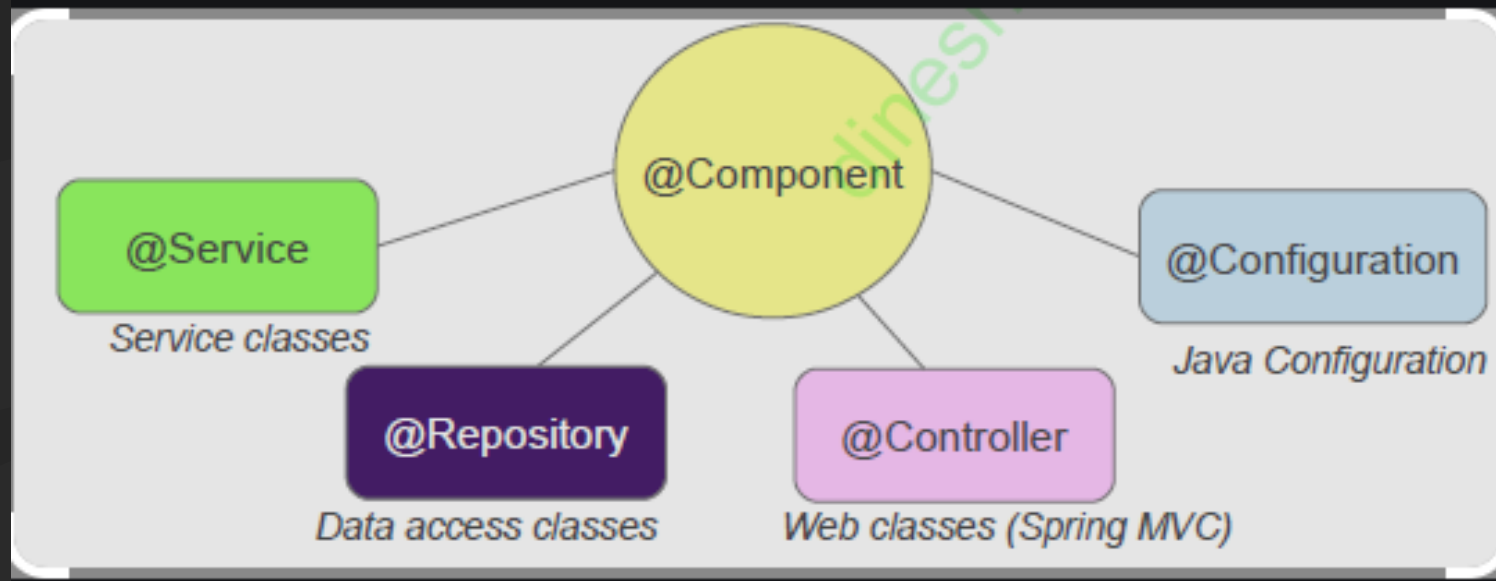 @Component
@Service
Service classes
@Configuration
Java Configuration
@Repository
Data access classes
@Controller
Web classes (Spring MVC)